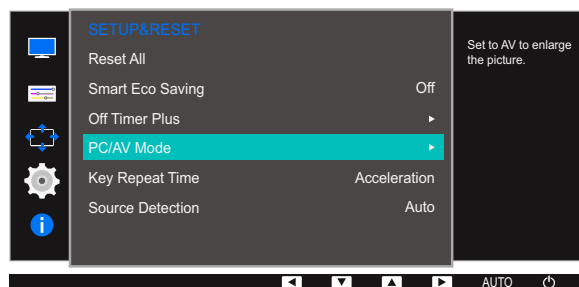 SETUP&RESET
Reset All
Smart Eco Saving Off
Off Timer Plus
PC/AV Mode
Key Repeat Time Acceleration
Source Detection Auto
Set to AV to enlarge
the picture.
AUTO